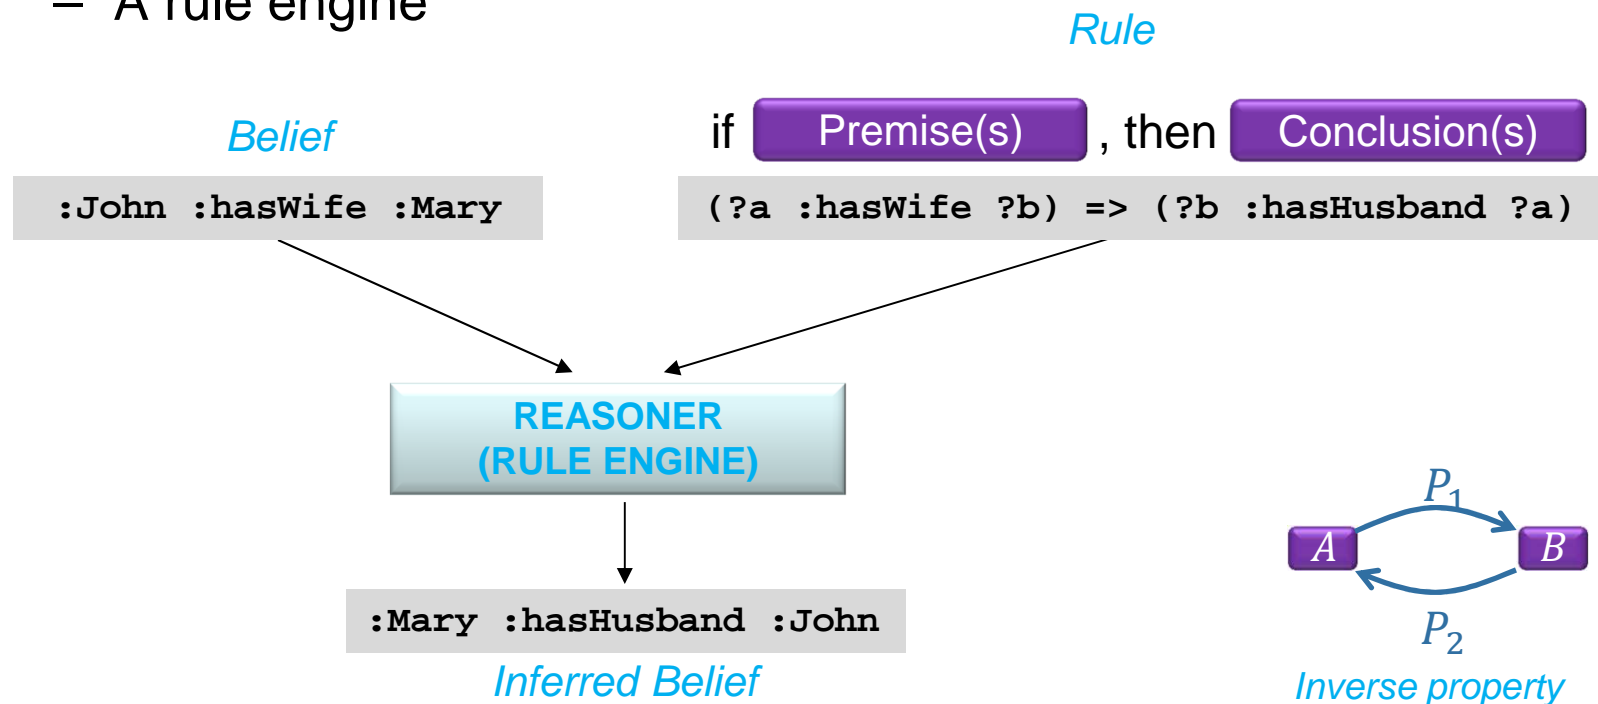 – A rule engine
Rule
Belief
if Premise(s) , then Conclusion(s)
:John :hasWife :Mary
(?a :hasWife ?b) => (?b :hasHusband ?a)
REASONER
(RULE ENGINE)
P₁
A B
:Mary :hasHusband :John
P₂
Inferred Belief
Inverse property